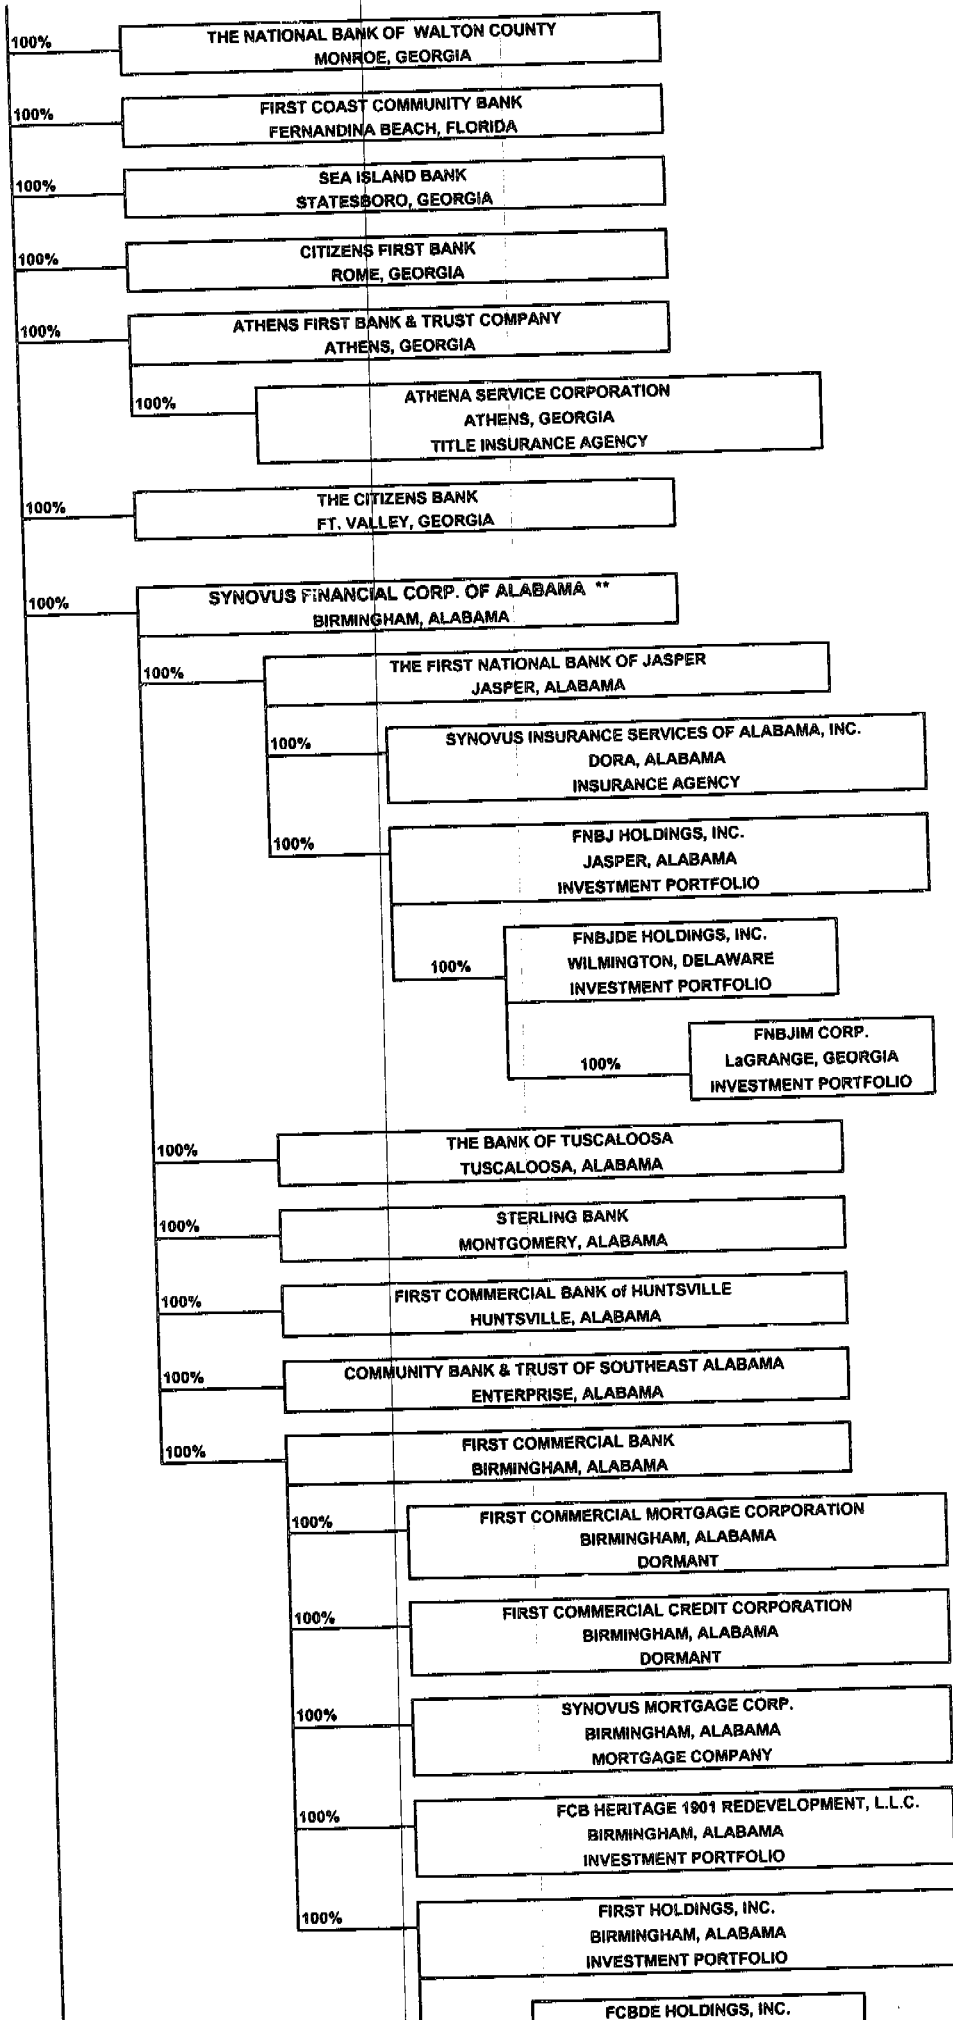 THE NATIONAL BANK OF WALTON COUNTY
100%
MONROE, GEORGIA
FIRST COAST COMMUNITY BANK
100%
FERNANDINA BEACH, FLORIDA
SEA ISLAND BANK
100%
STATESBORO, GEORGIA
CITIZENS FIRST BANK
100%
ROME, GEORGIA
ATHENS FIRST BANK & TRUST COMPANY
100%
ATHENS, GEORGIA
ATHENA SERVICE CORPORATION
100%
ATHENS, GEORGIA
TITLE INSURANCE AGENCY
THE CITIZENS BANK
100%
FT. VALLEY, GEORGIA
SYNOVUS FINANCIAL CORP. OF ALABAMA **
100%
BIRMINGHAM, ALABAMA
THE FIRST NATIONAL BANK OF JASPER
100%
JASPER, ALABAMA
SYNOVUS INSURANCE SERVICES OF ALABAMA, INC.
100%
DORA, ALABAMA
INSURANCE AGENCY
FNBJ HOLDINGS, INC.
100%
JASPER, ALABAMA
INVESTMENT PORTFOLIO
FNBJDE HOLDINGS, INC.
100%
WILMINGTON, DELAWARE
INVESTMENT PORTFOLIO
FNBJIM CORP.
100%
LaGRANGE, GEORGIA
INVESTMENT PORTFOLIO
THE BANK OF TUSCALOOSA
100%
TUSCALOOSA, ALABAMA
STERLING BANK
100%
MONTGOMERY, ALABAMA
FIRST COMMERCIAL BANK of HUNTSVILLE
100%
HUNTSVILLE, ALABAMA
COMMUNITY BANK & TRUST OF SOUTHEAST ALABAMA
100%
ENTERPRISE, ALABAMA
FIRST COMMERCIAL BANK
100%
BIRMINGHAM, ALABAMA
FIRST COMMERCIAL MORTGAGE CORPORATION
100%
BIRMINGHAM, ALABAMA
DORMANT
FIRST COMMERCIAL CREDIT CORPORATION
100%
BIRMINGHAM, ALABAMA
DORMANT
SYNOVUS MORTGAGE CORP.
100%
BIRMINGHAM, ALABAMA
MORTGAGE COMPANY
FCB HERITAGE 1901 REDEVELOPMENT, L.L.C.
100%
BIRMINGHAM, ALABAMA
INVESTMENT PORTFOLIO
FIRST HOLDINGS, INC.
100%
BIRMINGHAM, ALABAMA
INVESTMENT PORTFOLIO
FCBDE HOLDINGS, INC.